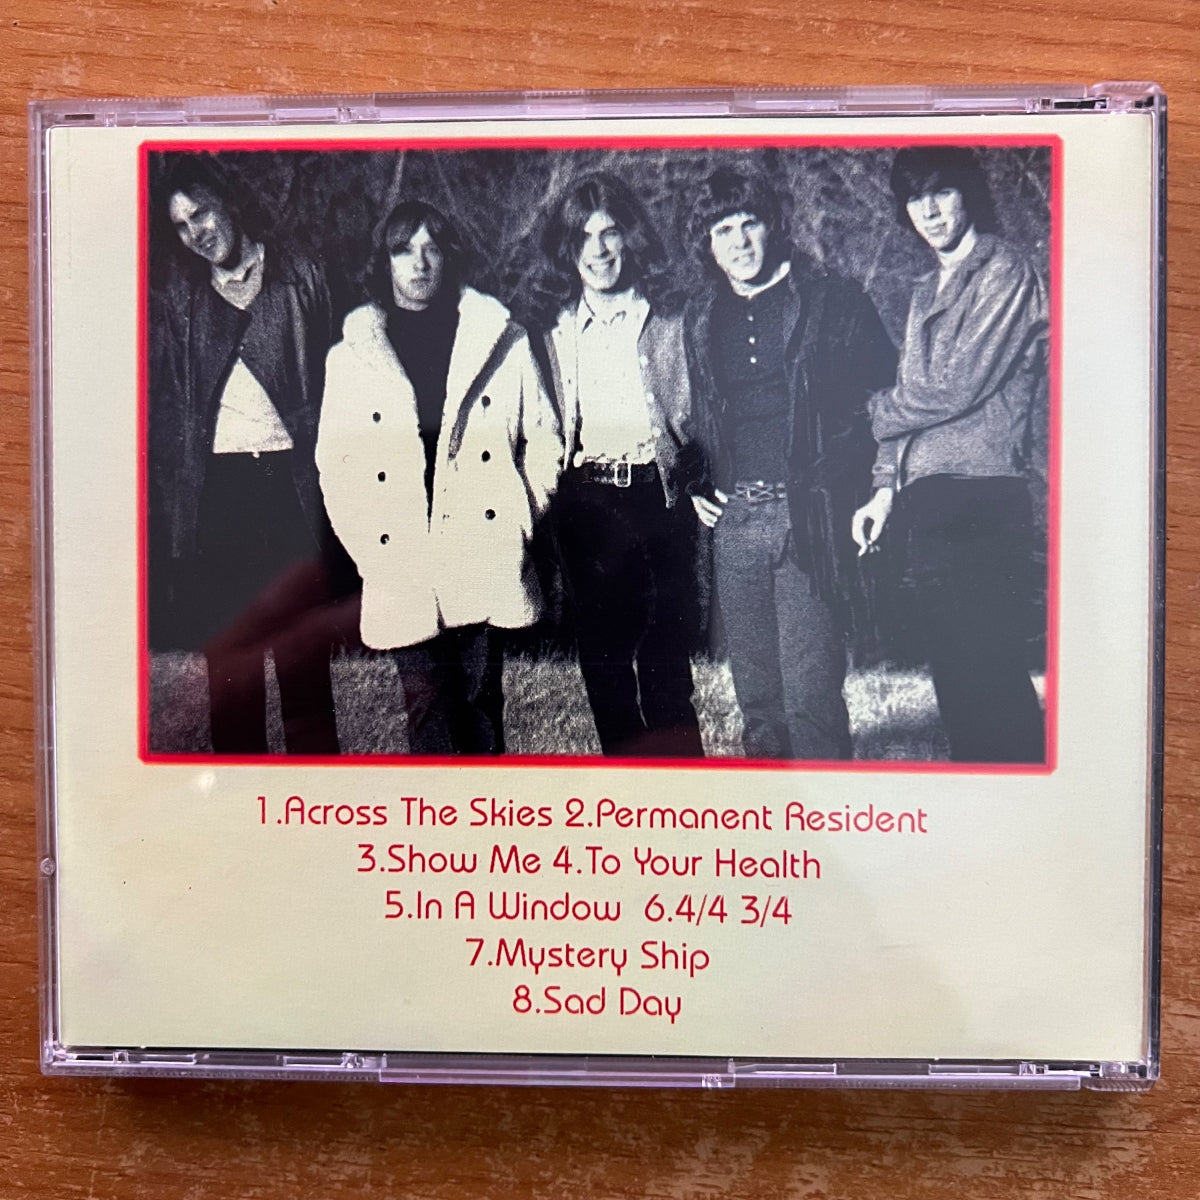 1.Across The Skies 2.Permanent Resident
3.Show Me 4.To Your Health
5.In A Window 6.4/4 3/4
7.Mystery Ship
8.Sad Day